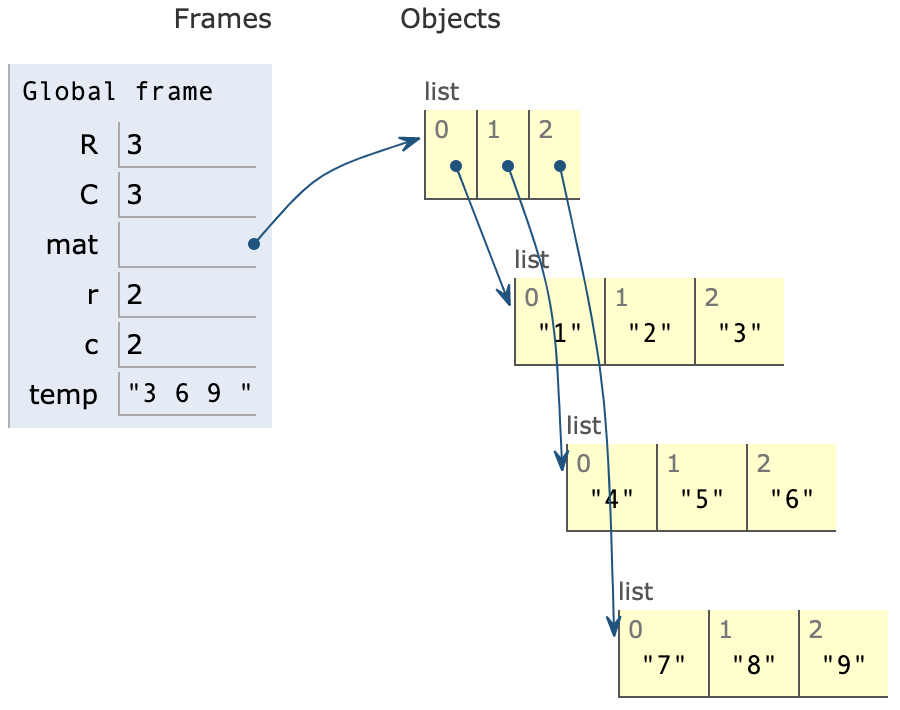 Frames Objects
Global frame
R 3
C 3
mat
r 2
c 2
temp "3 6 9 "
list
0 1 2
list
0 1 2
"1" "2" "3"
list
0 1 2
"4" "5" "6"
list
0 1 2
"7" "8" "9"